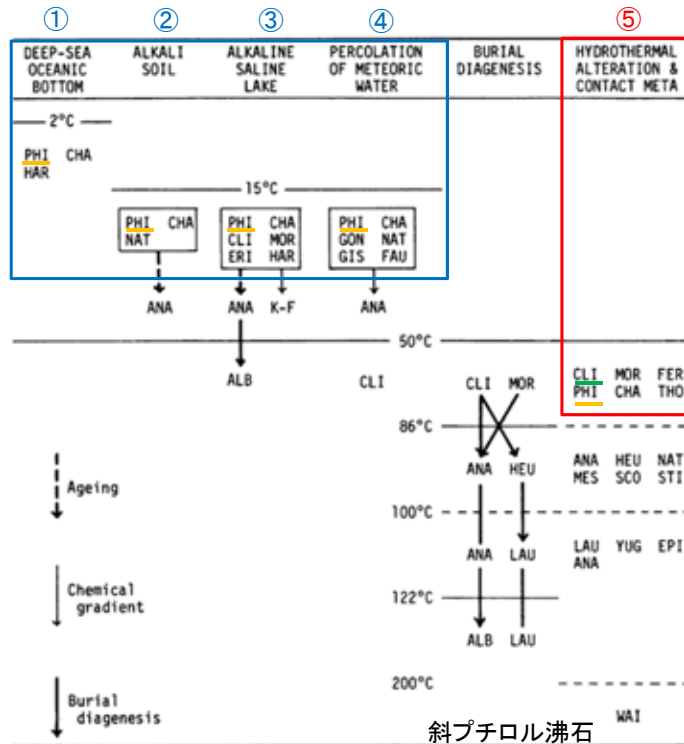 ① ② ③ ④ ⑤
DEEP-SEA OCEANIC BOTTOM
ALKALI SOIL
ALKALINE SALINE LAKE
PERCOLATION OF METEORIC WATER
BURIAL DIAGENESIS
HYDROTHERMAL ALTERATION & CONTACT META
2°C
PHI CHA
HAR
15°C
PHI CHA
NAT
PHI CHA
CLI MOR
ERI HAR
PHI CHA
GON NAT
GIS FAU
ANA
ANA K-F
ANA
50°C
ALB
CLI
CLI MOR
CLI MOR FER
PHI CHA THO
86°C
ANA HEU
ANA HEU NAT
MES SCO STI
Ageing
100°C
ANA LAU
LAU YUG EPI
ANA
Chemical
gradient
122°C
ALB LAU
200°C
Burial
diagenesis
WAI
斜プチロル沸石